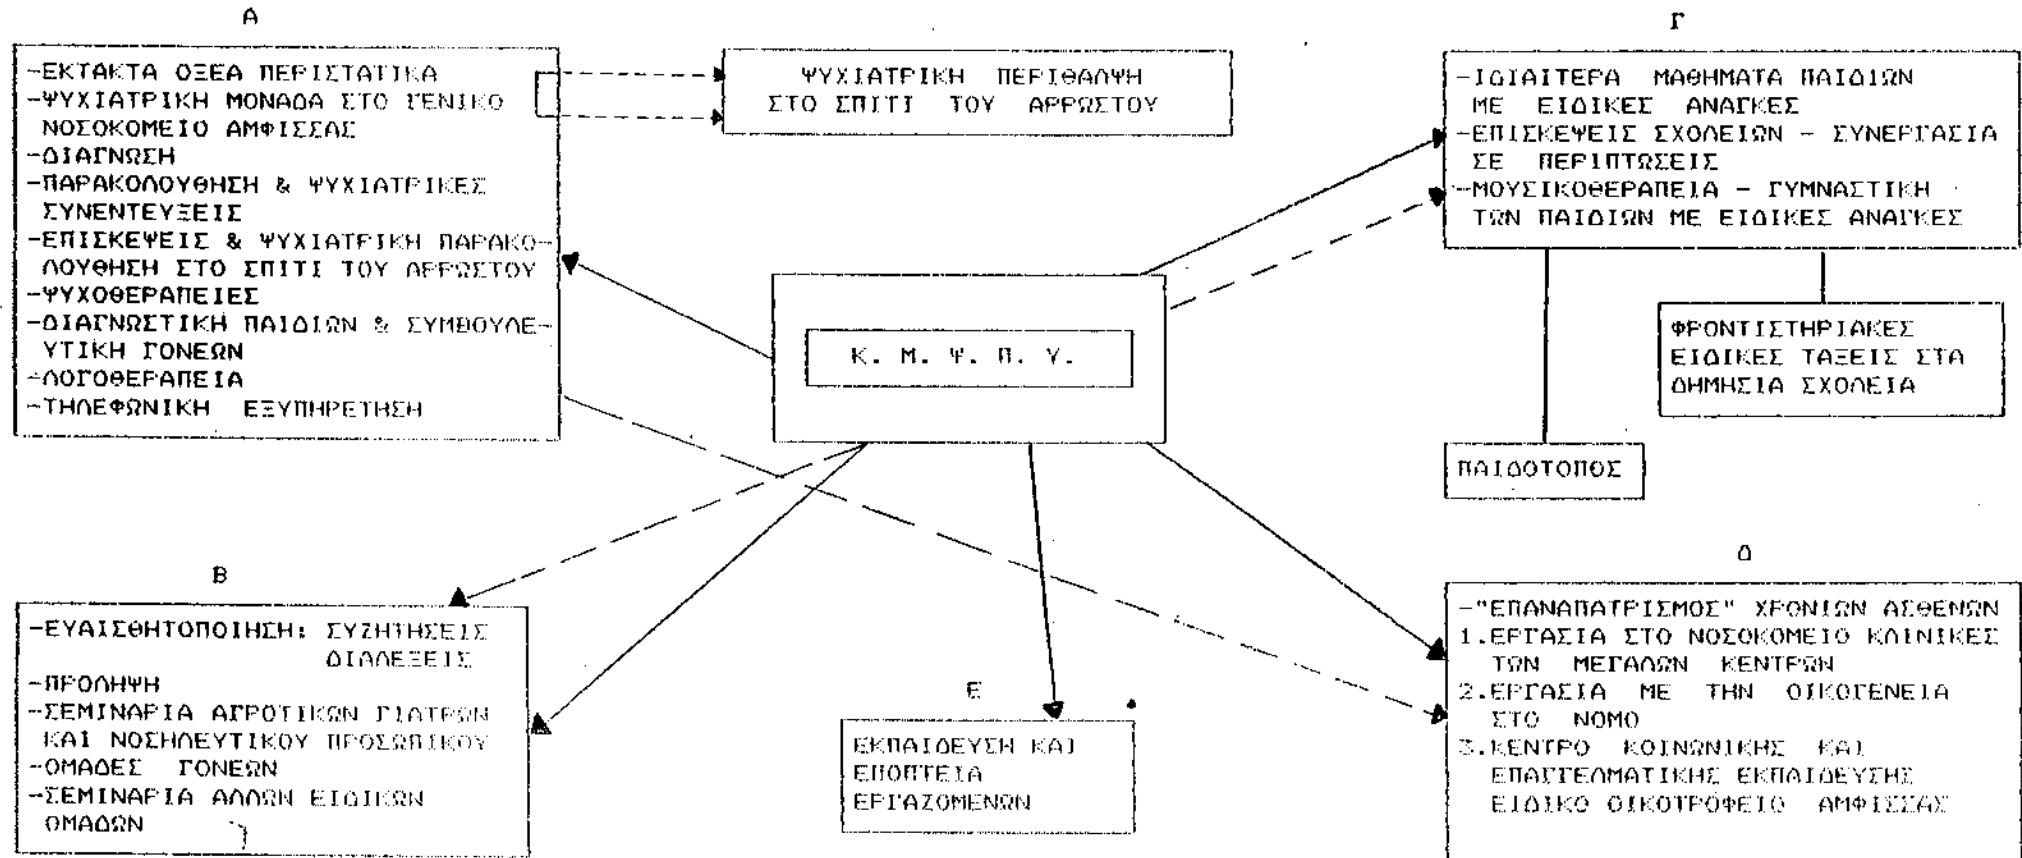 Α
-ΕΚΤΑΚΤΑ ΟΞΕΑ ΠΕΡΙΣΤΑΤΙΚΑ
-ΨΥΧΙΑΤΡΙΚΗ ΜΟΝΑΔΑ ΣΤΟ ΓΕΝΙΚΟ
ΝΟΣΟΚΟΜΕΙΟ ΑΜΦΙΣΣΑΣ
-ΔΙΑΓΝΩΣΗ
-ΠΑΡΑΚΟΛΟΥΘΗΣΗ & ΨΥΧΙΑΤΡΙΚΕΣ
ΣΥΝΕΝΤΕΥΞΕΙΣ
-ΕΠΙΣΚΕΨΕΙΣ & ΨΥΧΙΑΤΡΙΚΗ ΠΑΡΑΚΟ-
ΛΟΥΘΗΣΗ ΣΤΟ ΣΠΙΤΙ ΤΟΥ ΑΡΡΩΣΤΟΥ
-ΨΥΧΟΘΕΡΑΠΕΙΕΣ
-ΔΙΑΓΝΩΣΤΙΚΗ ΠΑΙΔΙΩΝ & ΣΥΜΒΟΥΛΕ-
ΥΤΙΚΗ ΓΟΝΕΩΝ
-ΛΟΓΟΘΕΡΑΠΕΙΑ
-ΤΗΛΕΦΩΝΙΚΗ ΕΞΥΠΗΡΕΤΗΣΗ
ΨΥΧΙΑΤΡΙΚΗ ΠΕΡΙΘΑΛΨΗ
ΣΤΟ ΣΠΙΤΙ ΤΟΥ ΑΡΡΩΣΤΟΥ
Γ
-ΙΔΙΑΙΤΕΡΑ ΜΑΘΗΜΑΤΑ ΠΑΙΔΙΩΝ
ΜΕ ΕΙΔΙΚΕΣ ΑΝΑΓΚΕΣ
-ΕΠΙΣΚΕΨΕΙΣ ΣΧΟΛΕΙΩΝ - ΣΥΝΕΡΓΑΣΙΑ
ΣΕ ΠΕΡΙΠΤΩΣΕΙΣ
-ΜΟΥΣΙΚΟΘΕΡΑΠΕΙΑ - ΓΥΜΝΑΣΤΙΚΗ
ΤΩΝ ΠΑΙΔΙΩΝ ΜΕ ΕΙΔΙΚΕΣ ΑΝΑΓΚΕΣ
ΦΡΟΝΤΙΣΤΗΡΙΑΚΕΣ
ΕΙΔΙΚΕΣ ΤΑΞΕΙΣ ΣΤΑ
ΔΗΜΗΣΙΑ ΣΧΟΛΕΙΑ
ΠΑΙΔΟΤΟΠΟΣ
Κ. Μ. Ψ. Π. Υ.
Β
-ΕΥΑΙΣΘΗΤΟΠΟΙΗΣΗ: ΣΥΖΗΤΗΣΕΙΣ
ΔΙΑΛΕΞΕΙΣ
-ΠΡΟΛΗΨΗ
-ΣΕΜΙΝΑΡΙΑ ΑΓΡΟΤΙΚΩΝ ΓΙΑΤΡΩΝ
ΚΑΙ ΝΟΣΗΛΕΥΤΙΚΟΥ ΠΡΟΣΩΠΙΚΟΥ
-ΟΜΑΔΕΣ ΓΟΝΕΩΝ
-ΣΕΜΙΝΑΡΙΑ ΑΛΛΩΝ ΕΙΔΙΚΩΝ
ΟΜΑΔΩΝ
Ε
ΕΚΠΑΙΔΕΥΣΗ ΚΑΙ
ΕΠΟΠΤΕΙΑ
ΕΡΓΑΖΟΜΕΝΩΝ
Δ
-"ΕΠΑΝΑΠΑΤΡΙΣΜΟΣ" ΧΡΟΝΙΩΝ ΑΣΘΕΝΩΝ
1.ΕΡΓΑΣΙΑ ΣΤΟ ΝΟΣΟΚΟΜΕΙΟ ΚΛΙΝΙΚΕΣ
ΤΩΝ ΜΕΓΑΛΩΝ ΚΕΝΤΡΩΝ
2.ΕΡΓΑΣΙΑ ΜΕ ΤΗΝ ΟΙΚΟΓΕΝΕΙΑ
ΣΤΟ ΝΟΜΟ
3.ΚΕΝΤΡΟ ΚΟΙΝΩΝΙΚΗΣ ΚΑΙ
ΕΠΑΓΓΕΛΜΑΤΙΚΗΣ ΕΚΠΑΙΔΕΥΣΗΣ
ΕΙΔΙΚΟ ΟΙΚΟΤΡΟΦΕΙΟ ΑΜΦΙΣΣΑΣ